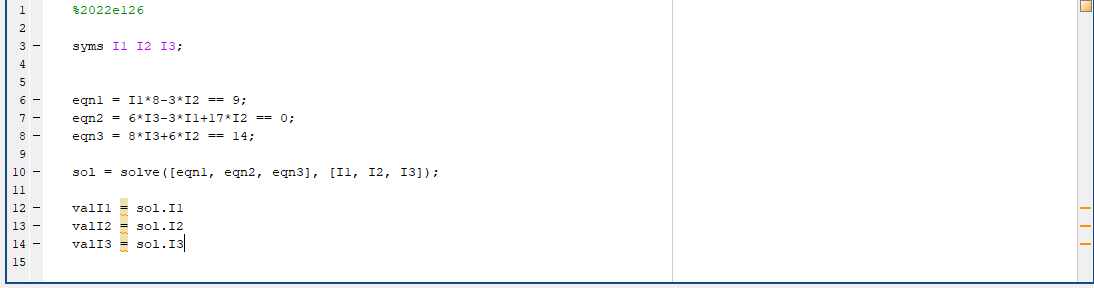 1 %2022e126
2
3 – syms I1 I2 I3;
4
5
6 – eqn1 = I1*8-3*I2 == 9;
7 – eqn2 = 6*I3-3*I1+17*I2 == 0;
8 – eqn3 = 8*I3+6*I2 == 14;
9
10 – sol = solve([eqn1, eqn2, eqn3], [I1, I2, I3]);
11
12 – valI1 = sol.I1
13 – valI2 = sol.I2
14 – valI3 = sol.I3
15